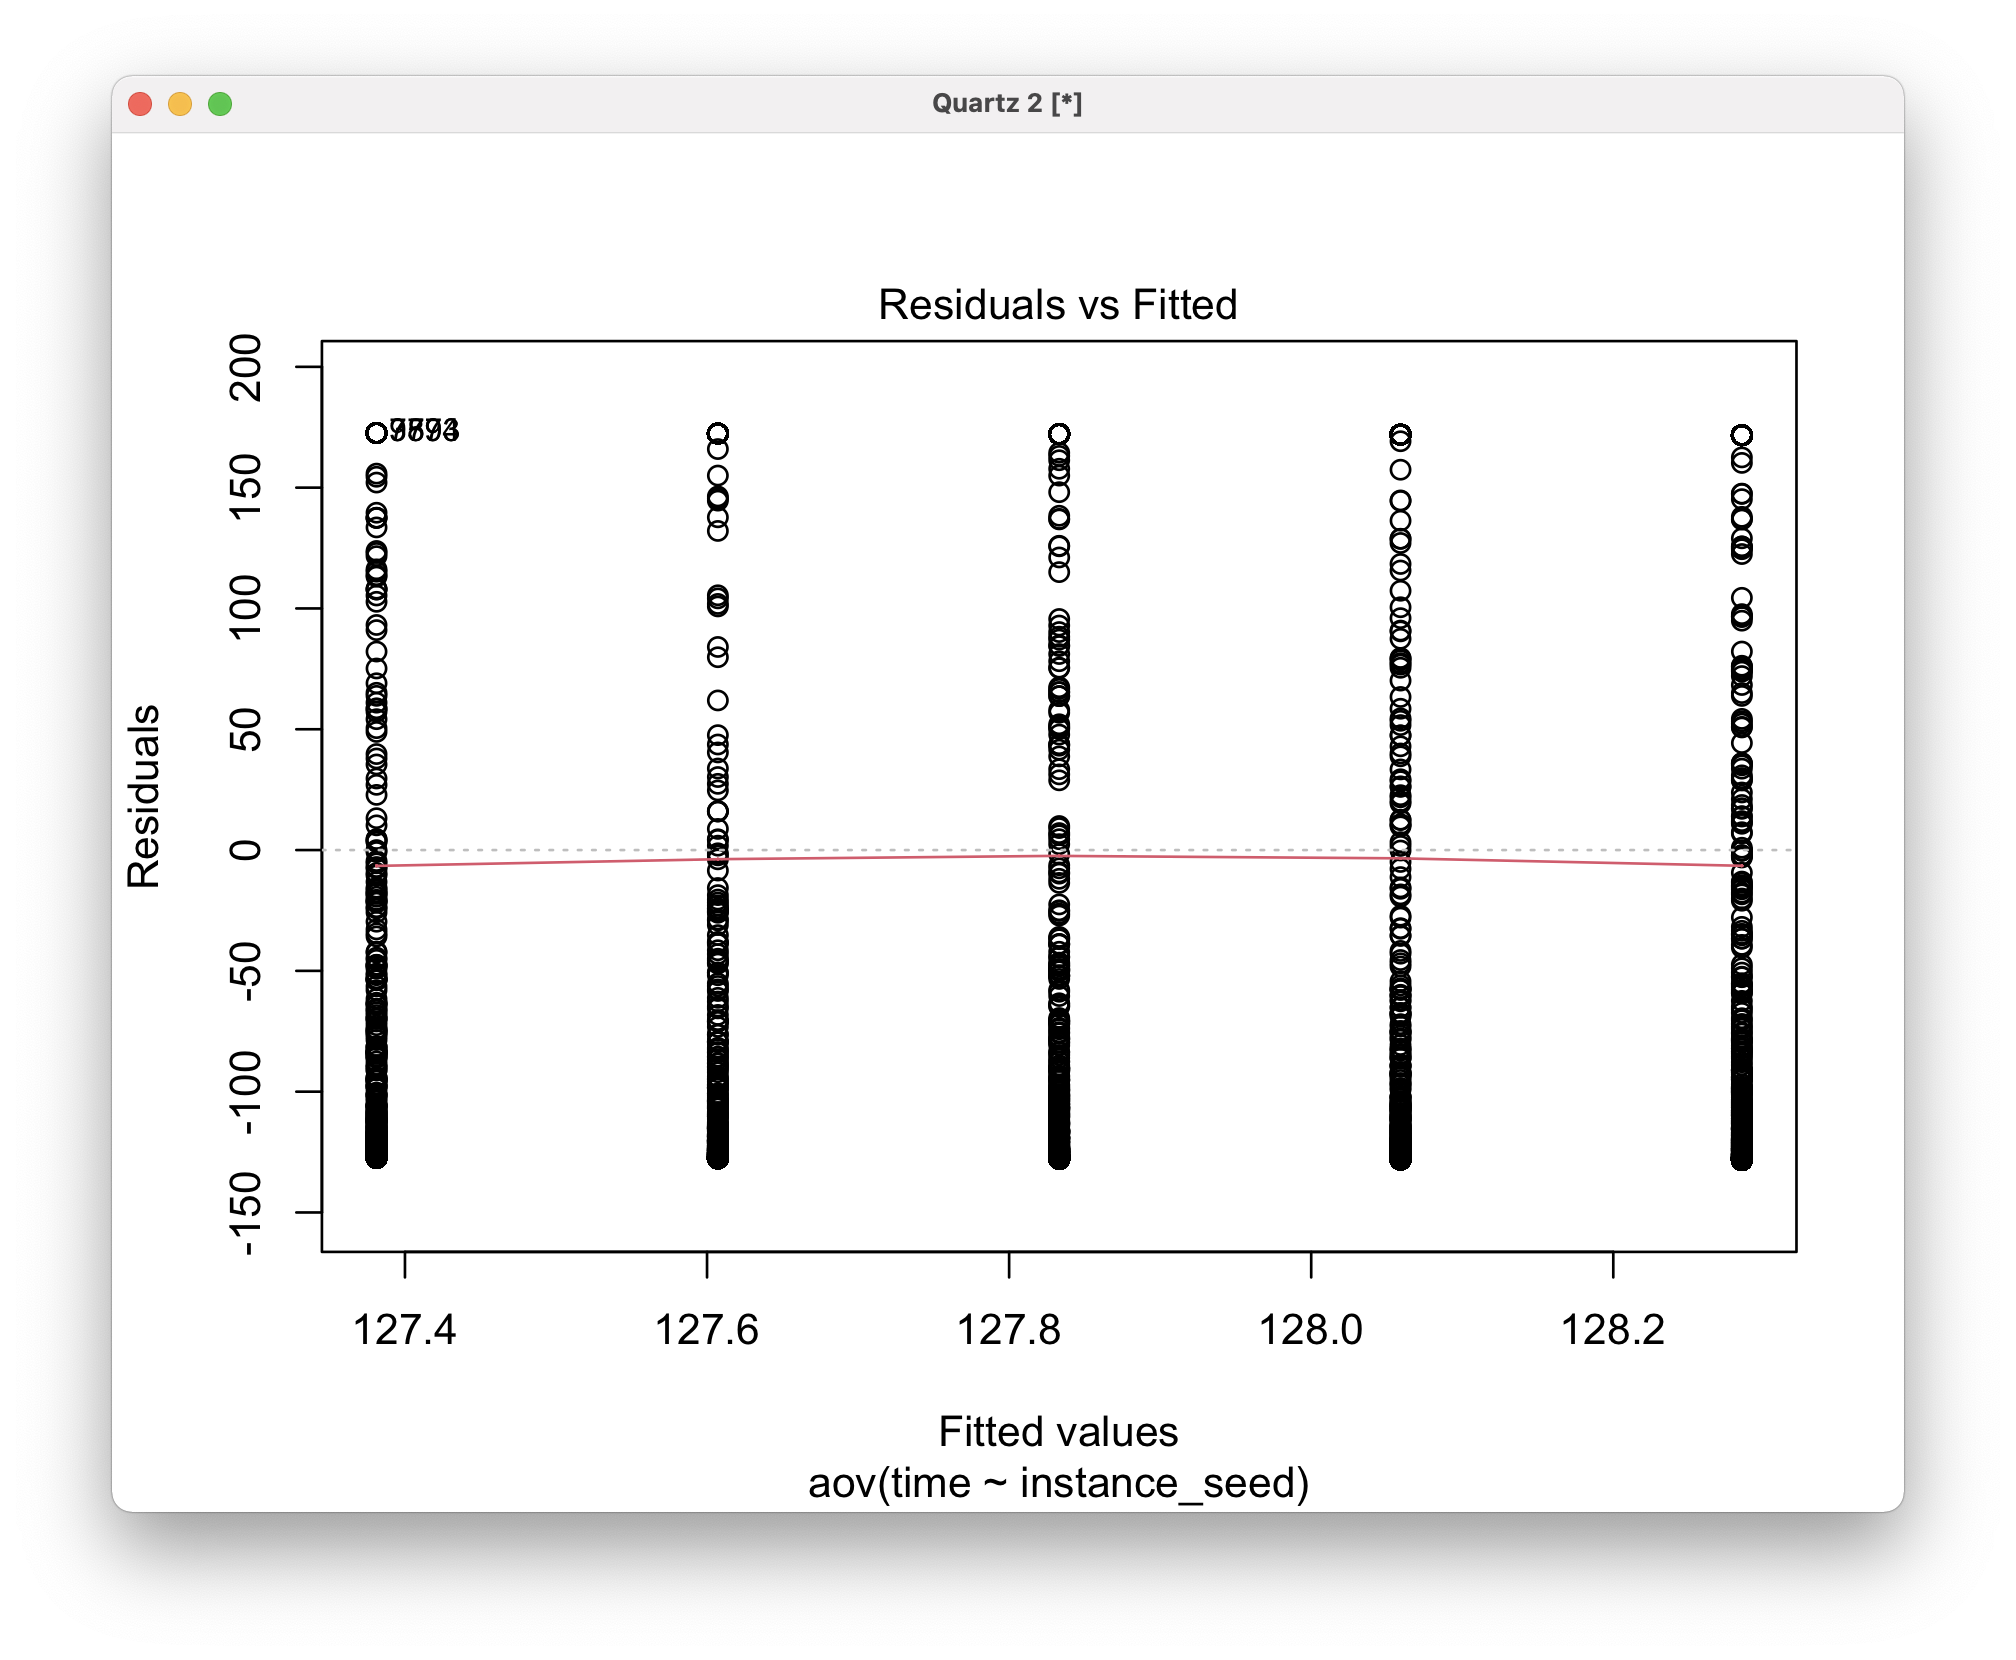 Quartz 2 [*]
Residuals vs Fitted
200
150
100
50
0
-50
-100
-150
Residuals
127.4 127.6 127.8 128.0 128.2
Fitted values
aov(time ~ instance_seed)